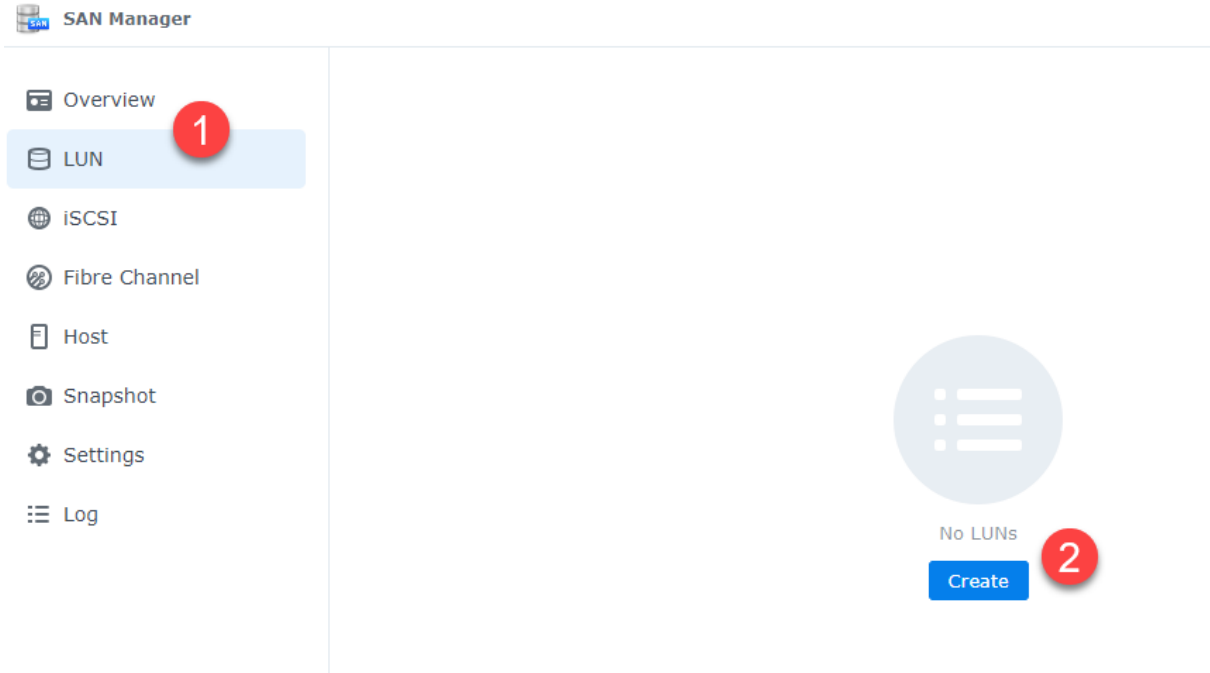 SAN Manager
Overview
1
LUN
iSCSI
Fibre Channel
Host
Snapshot
Settings
Log
No LUNs
2
Create